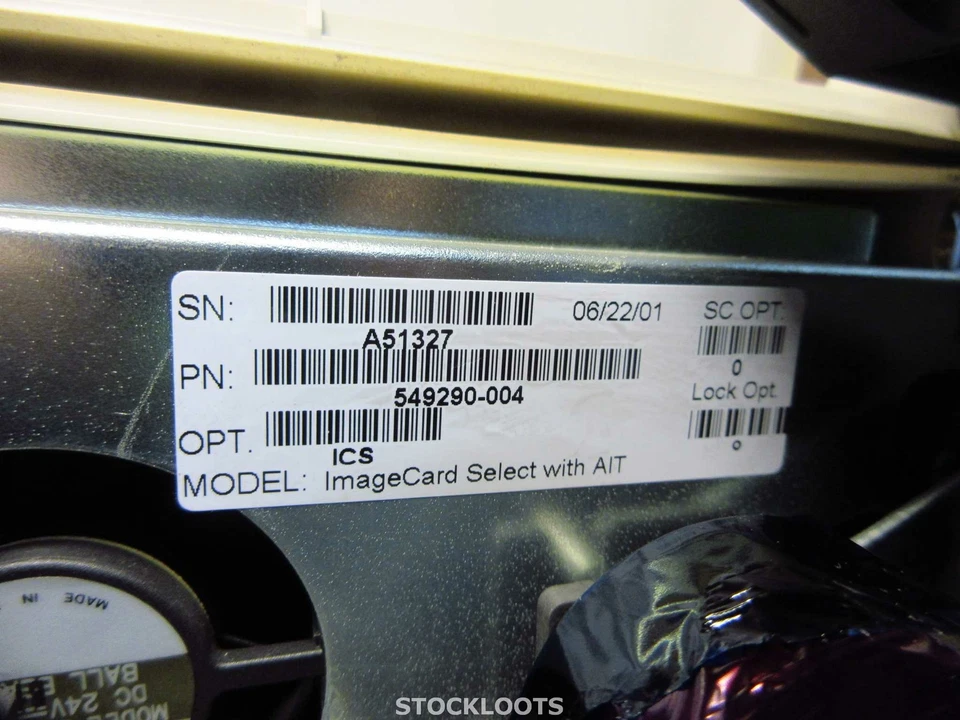 SN:
06/22/01
SC OPT.
A51327
PN:
0
549290-004
Lock Opt.
OPT.
ICS
0
MODEL: ImageCard Select with AIT
MADE IN
BALL
DC 24V
STOCKLOOTS